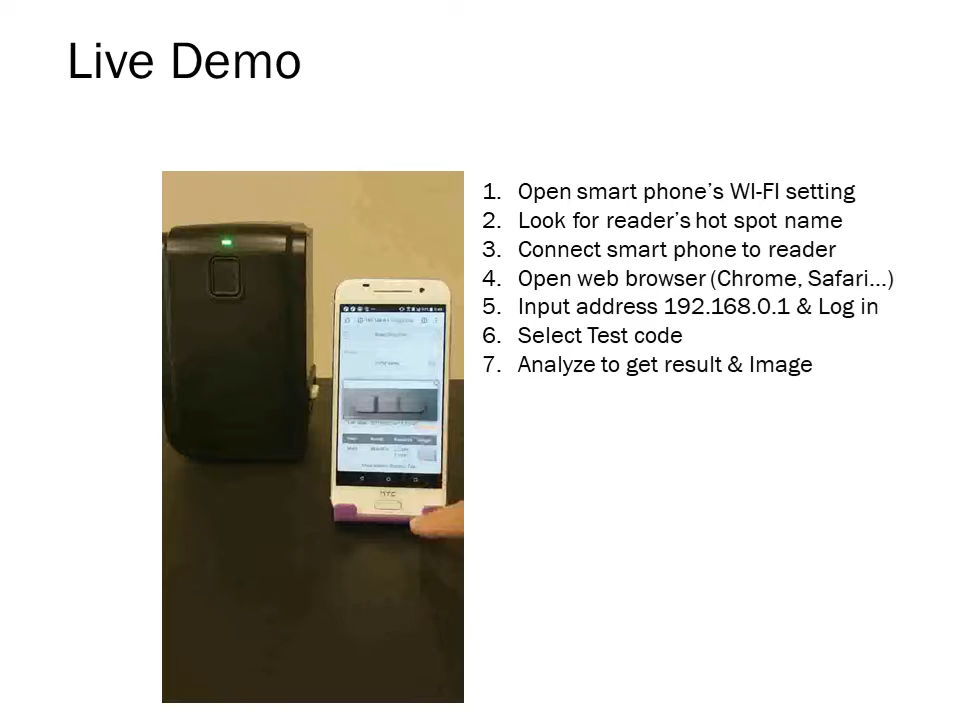 Live Demo
1. Open smart phone's WI-FI setting
2. Look for reader's hot spot name
3. Connect smart phone to reader
4. Open web browser (Chrome, Safari...)
5. Input address 192.168.0.1 & Log in
6. Select Test code
7. Analyze to get result & Image
hTC